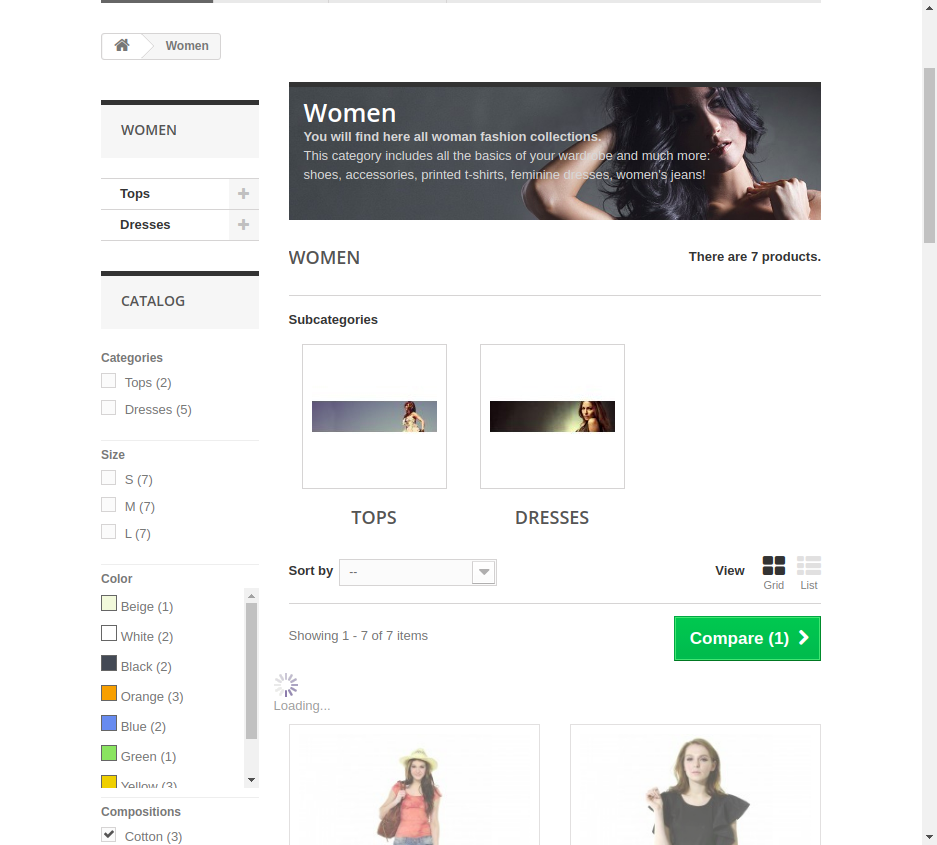 Women
WOMEN
Tops
Dresses
CATALOG
Categories
Tops (2)
Dresses (5)
Size
S (7)
M (7)
L (7)
Color
Beige (1)
White (2)
Black (2)
Orange (3)
Blue (2)
Green (1)
Yellow (3)
Compositions
Cotton (3)
Women
You will find here all woman fashion collections.
This category includes all the basics of your wardrobe and much more:
shoes, accessories, printed t-shirts, feminine dresses, women's jeans!
WOMEN
There are 7 products.
Subcategories
TOPS
DRESSES
Sort by
--
View
Grid
List
Showing 1 - 7 of 7 items
Compare (1)
Loading...